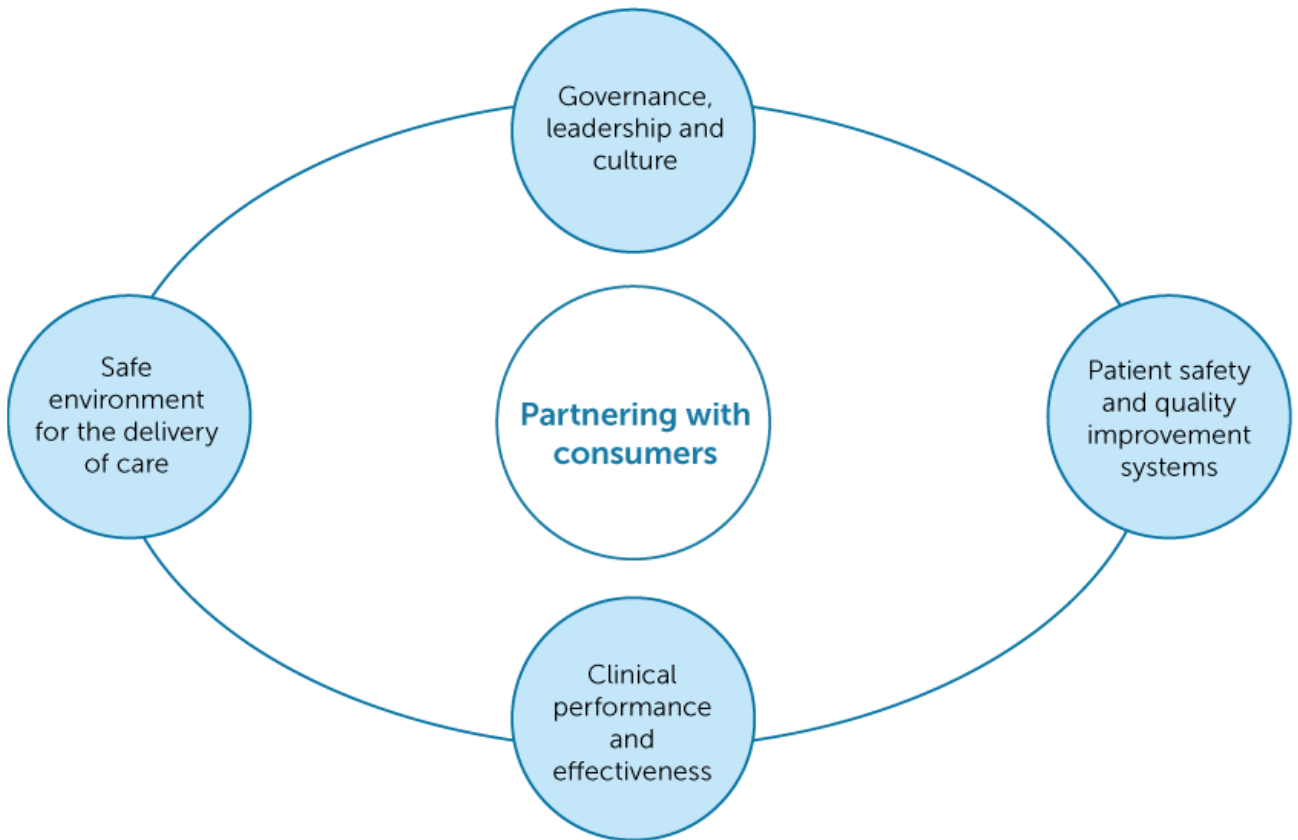 Governance,
leadership and
culture
Safe
environment
for the delivery
of care
Partnering with
consumers
Patient safety
and quality
improvement
systems
Clinical
performance
and
effectiveness